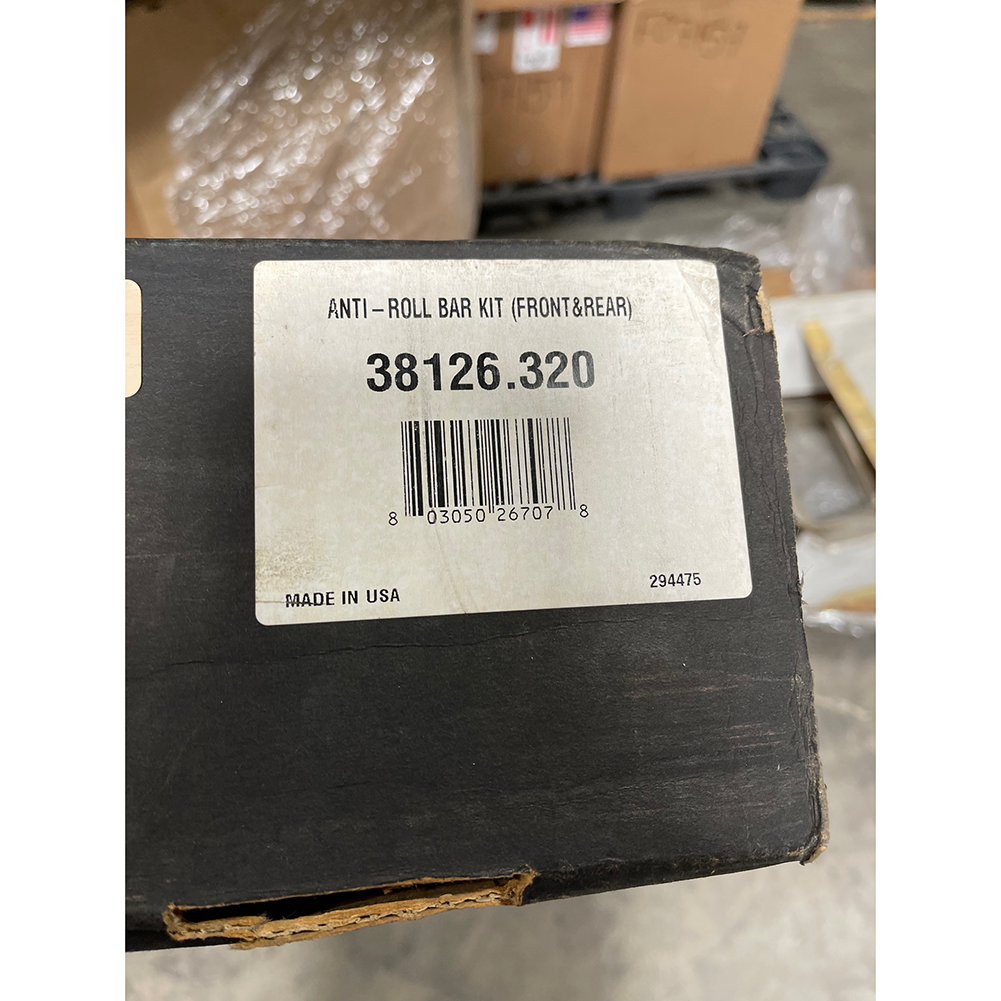 ANTI-ROLL BAR KIT (FRONT&REAR)
38126.320
8 03050 26707 8
MADE IN USA
294475